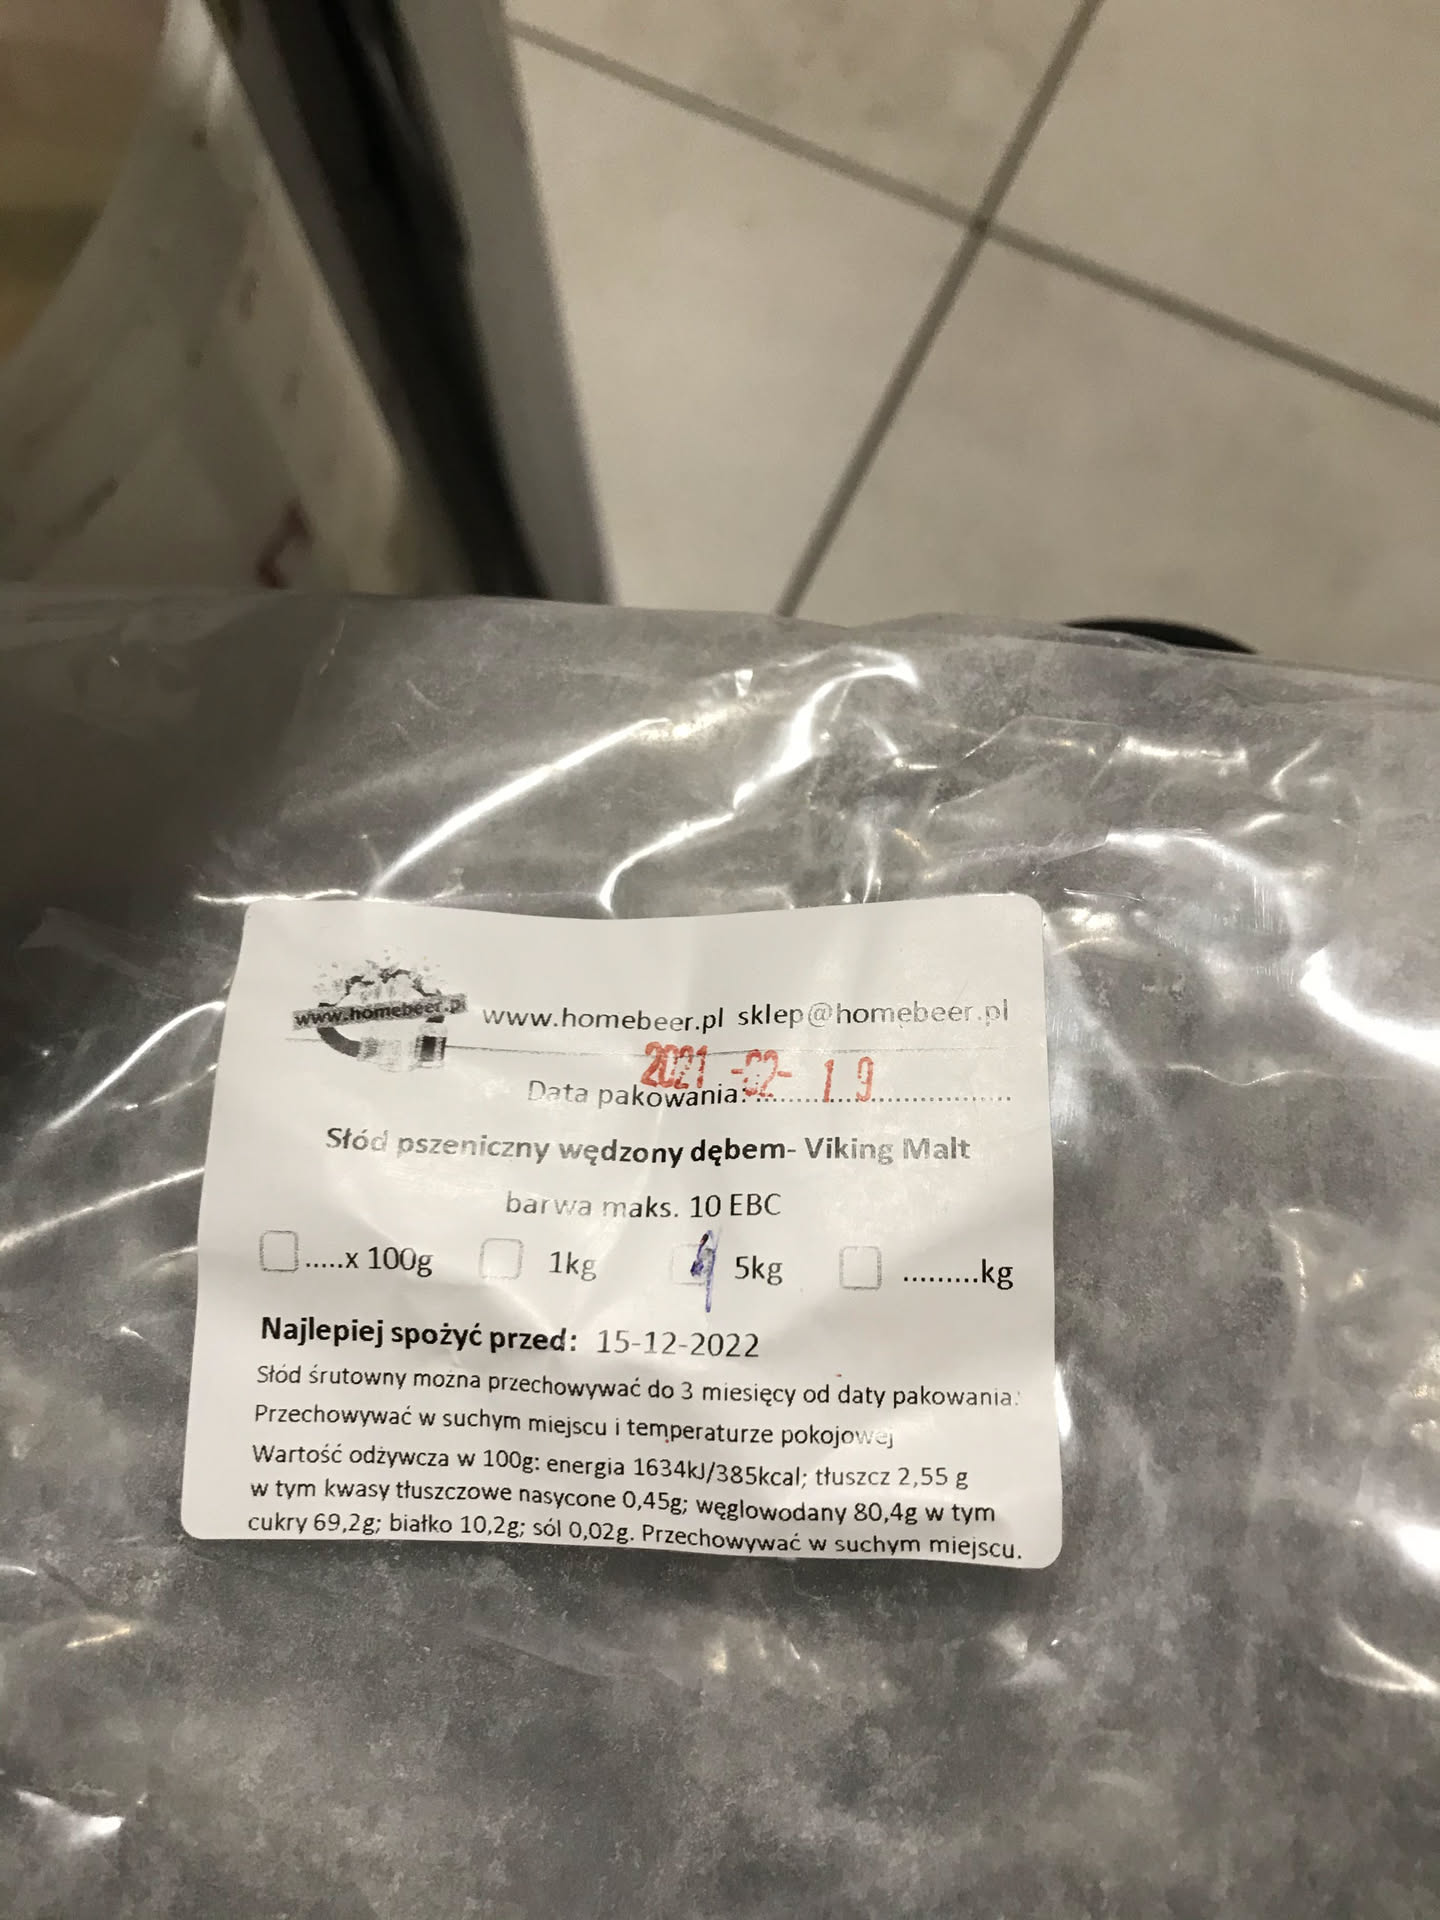 www.homebeer.pl
www.homebeer.pl sklep@homebeer.pl
2021-02-19
Data pakowania:..............................
Słód pszeniczny wędzony dębem- Viking Malt
barwa maks. 10 EBC
.....x 100g 1kg 5kg .........kg
Najlepiej spożyć przed: 15-12-2022
Słód śrutowny można przechowywać do 3 miesięcy od daty pakowania.
Przechowywać w suchym miejscu i temperaturze pokojowej
Wartość odżywcza w 100g: energia 1634kJ/385kcal; tłuszcz 2,55 g
w tym kwasy tłuszczowe nasycone 0,45g; węglowodany 80,4g w tym
cukry 69,2g; białko 10,2g; sól 0,02g. Przechowywać w suchym miejscu.